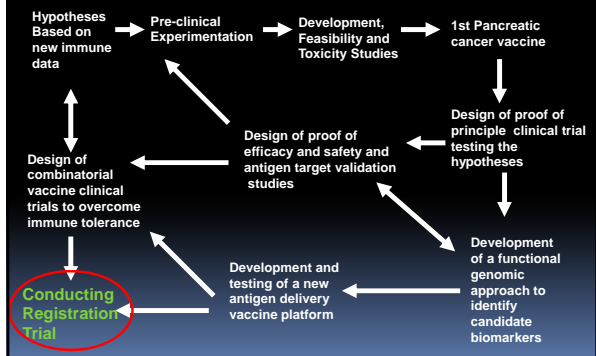 Hypotheses
Based on
new immune
data
Pre-clinical
Experimentation
Development,
Feasibility and
Toxicity Studies
1st Pancreatic
cancer vaccine
Design of proof of
principle clinical trial
testing the
hypotheses
Design of proof of
efficacy and safety and
antigen target validation
studies
Design of
combinatorial
vaccine clinical
trials to overcome
immune tolerance
Development
of a functional
genomic
approach to
identify
candidate
biomarkers
Development and
testing of a new
antigen delivery
vaccine platform
Conducting
Registration
Trial